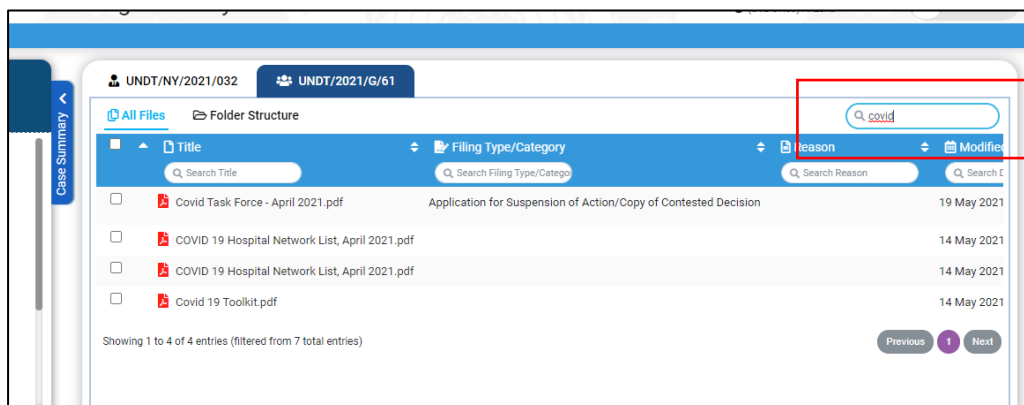 UNDT/NY/2021/032 UNDT/2021/G/61
Case Summary
All Files Folder Structure covid
Title Filing Type/Category Reason Modified
Search Title Search Filing Type/Catego Search Reason Search D
Covid Task Force - April 2021.pdf Application for Suspension of Action/Copy of Contested Decision 19 May 2021
COVID 19 Hospital Network List, April 2021.pdf 14 May 2021
COVID 19 Hospital Network List, April 2021.pdf 14 May 2021
Covid 19 Toolkit.pdf 14 May 2021
Showing 1 to 4 of 4 entries (filtered from 7 total entries) Previous 1 Next